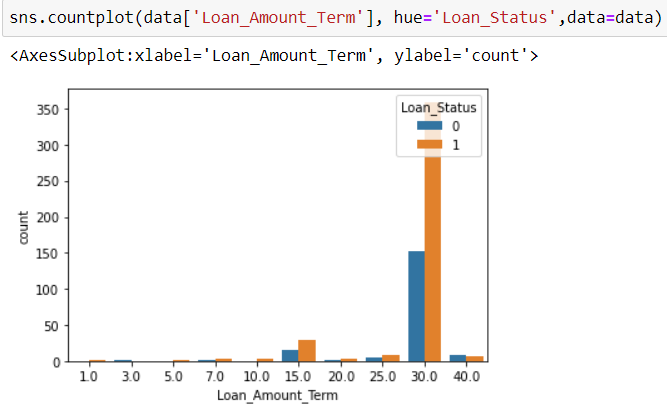 sns.countplot(data['Loan_Amount_Term'], hue='Loan_Status',data=data)
<AxesSubplot:xlabel='Loan_Amount_Term', ylabel='count'>
Loan_Status
0
1
350
300
250
200
150
100
50
0
count
1.0 3.0 5.0 7.0 10.0 15.0 20.0 25.0 30.0 40.0
Loan_Amount_Term